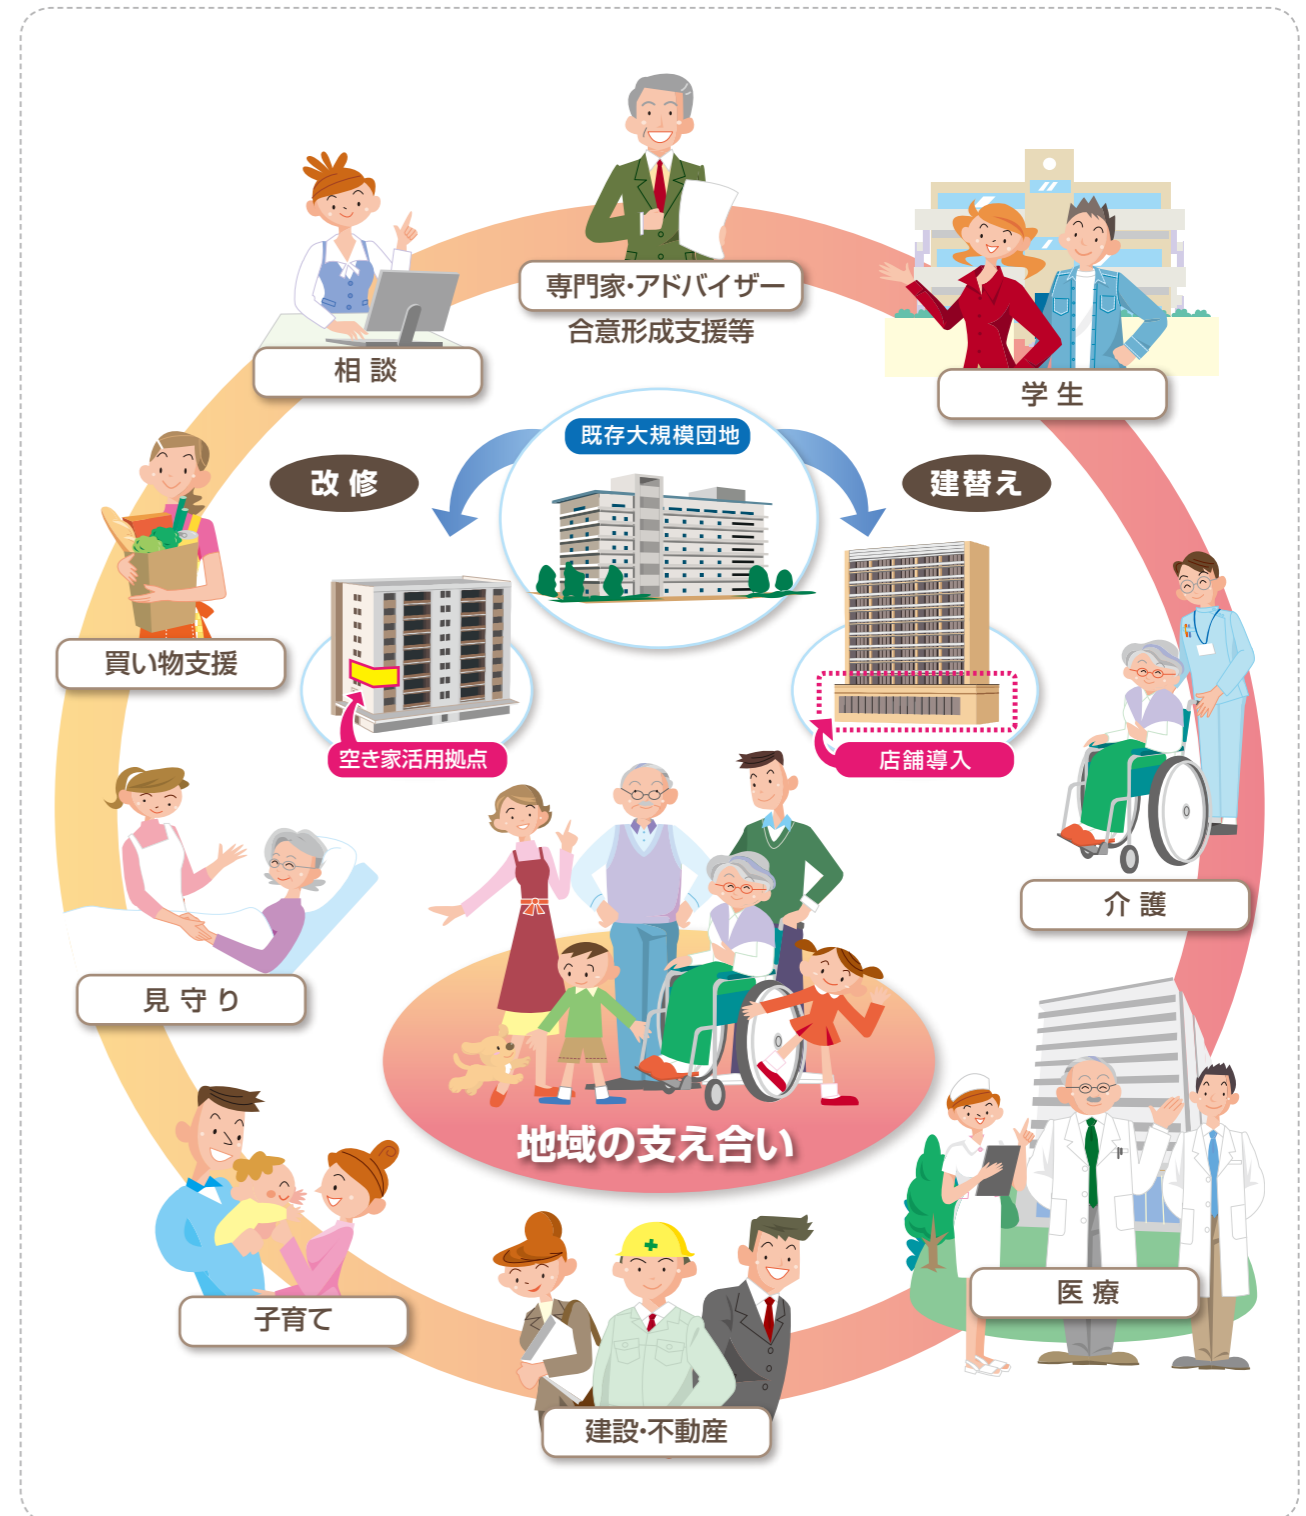 専門家・アドバイザー
合意形成支援等
相談
学生
既存大規模団地
改修
建替え
買い物支援
空き家活用拠点
店舗導入
介護
見守り
地域の支え合い
医療
子育て
建設・不動産